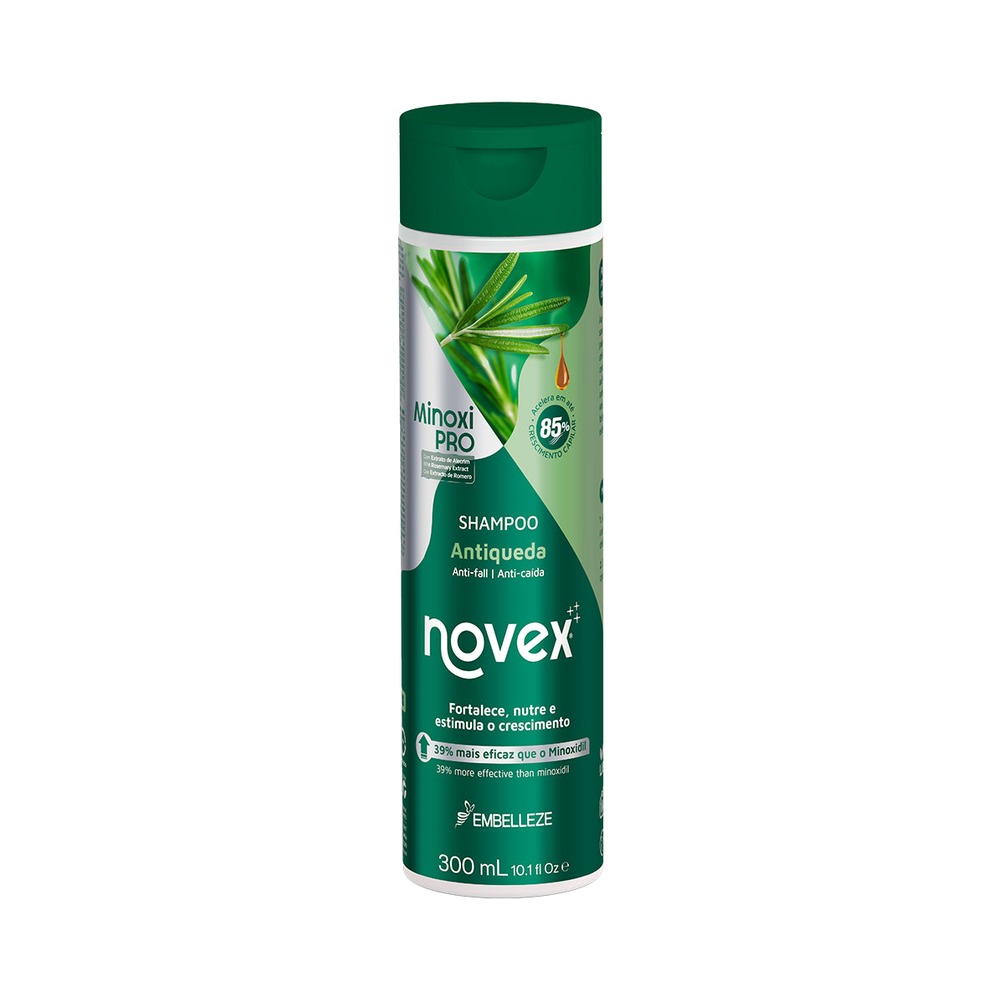 Acelera em até
85%
CRESCIMENTO CAPILAR
Minoxi
PRO
Com Extrato de Alecrim
With Rosemary Extract
Con Extracto de Romero
SHAMPOO
Antiqueda
Anti-fall | Anti-caída
novex
Fortalece, nutre e
estimula o crescimento
39% mais eficaz que o Minoxidil
39% more effective than minoxidil
EMBELLEZE
300 mL 10.1 fl Oz ℮